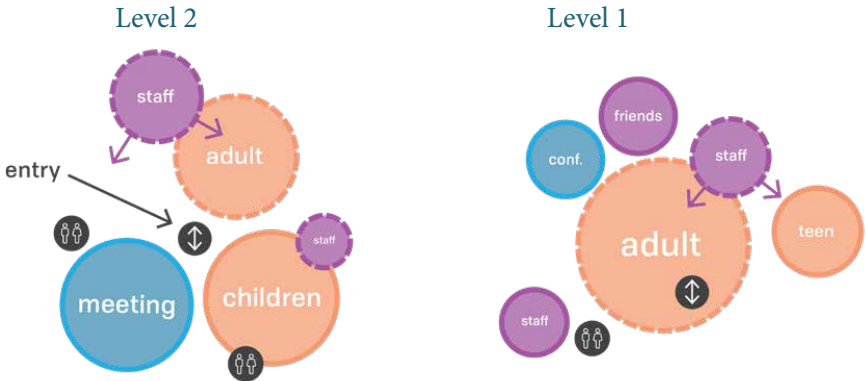 Level 2
Level 1
staff
adult
entry
staff
meeting
children
friends
conf.
staff
adult
teen
staff